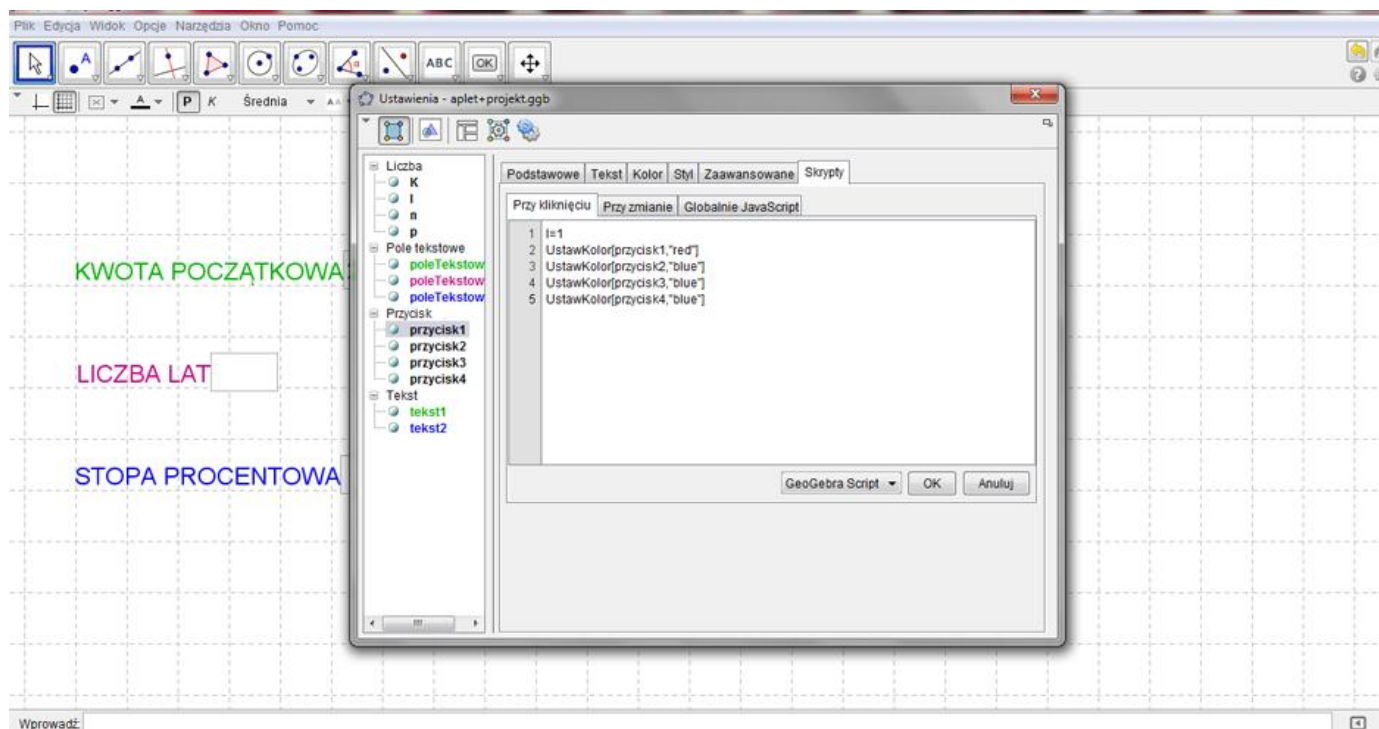 Plik Edycja Widok Opcje Narzędzia Okno Pomoc
ABC OK
A P K Średnia
Ustawienia - aplet+projekt.ggb
Liczba
K
l
n
p
Pole tekstowe
poleTekstow
poleTekstow
poleTekstow
Przycisk
przycisk1
przycisk2
przycisk3
przycisk4
Tekst
tekst1
tekst2
Podstawowe Tekst Kolor Styl Zaawansowane Skrypty
Przy kliknięciu Przy zmianie Globalnie JavaScript
1 l=1
2 UstawKolor[przycisk1,"red"]
3 UstawKolor[przycisk2,"blue"]
4 UstawKolor[przycisk3,"blue"]
5 UstawKolor[przycisk4,"blue"]
GeoGebra Script OK Anuluj
KWOTA POCZĄTKOWA
LICZBA LAT
STOPA PROCENTOWA
Wprowadź: